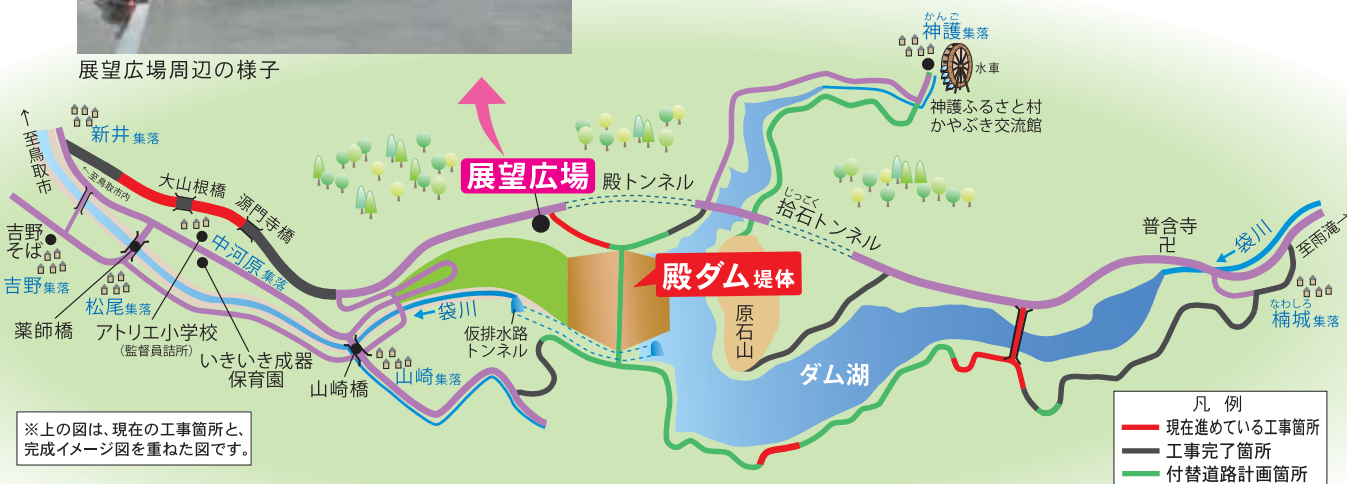 展望広場周辺の様子
かんご
神護集落
水車
神護ふるさと村
かやぶき交流館
←至鳥取市
新井集落
←至鳥取市内
大山根橋
源門寺橋
展望広場
殿トンネル
じっこく
拾石トンネル
普含寺
卍
←袋川
至雨滝→
なわしろ
楠城集落
吉野
そば
吉野集落
松尾集落
薬師橋
中河原集落
アトリエ小学校
(監督員詰所)
いきいき成器
保育園
山崎橋
山崎集落
←袋川
仮排水路
トンネル
殿ダム堤体
原石山
ダム湖
※上の図は、現在の工事箇所と、
完成イメージ図を重ねた図です。
凡 例
現在進めている工事箇所
工事完了箇所
付替道路計画箇所